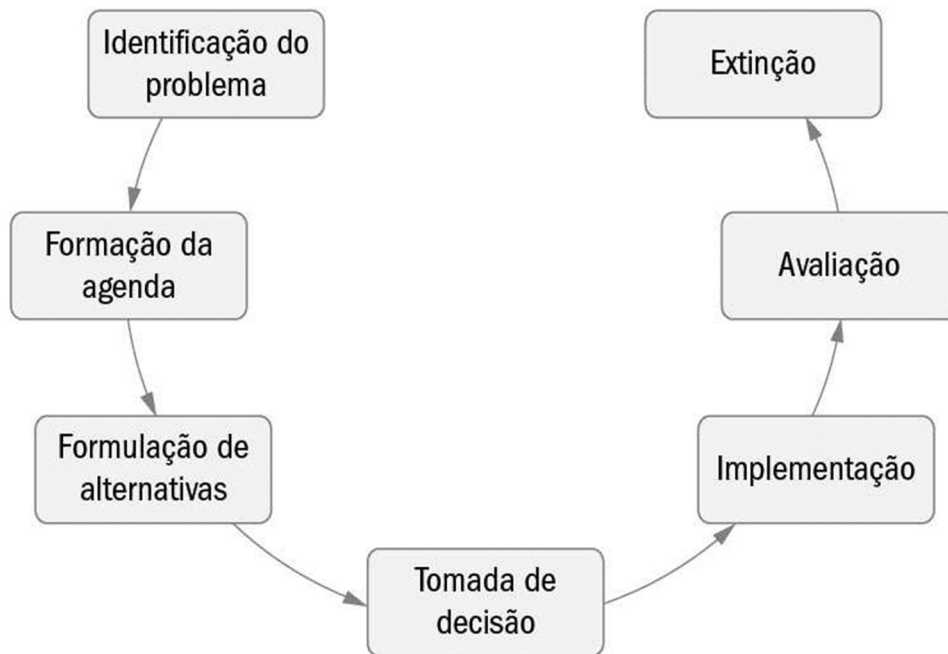 Identificação do
problema
Formação da
agenda
Formulação de
alternativas
Tomada de
decisão
Implementação
Avaliação
Extinção